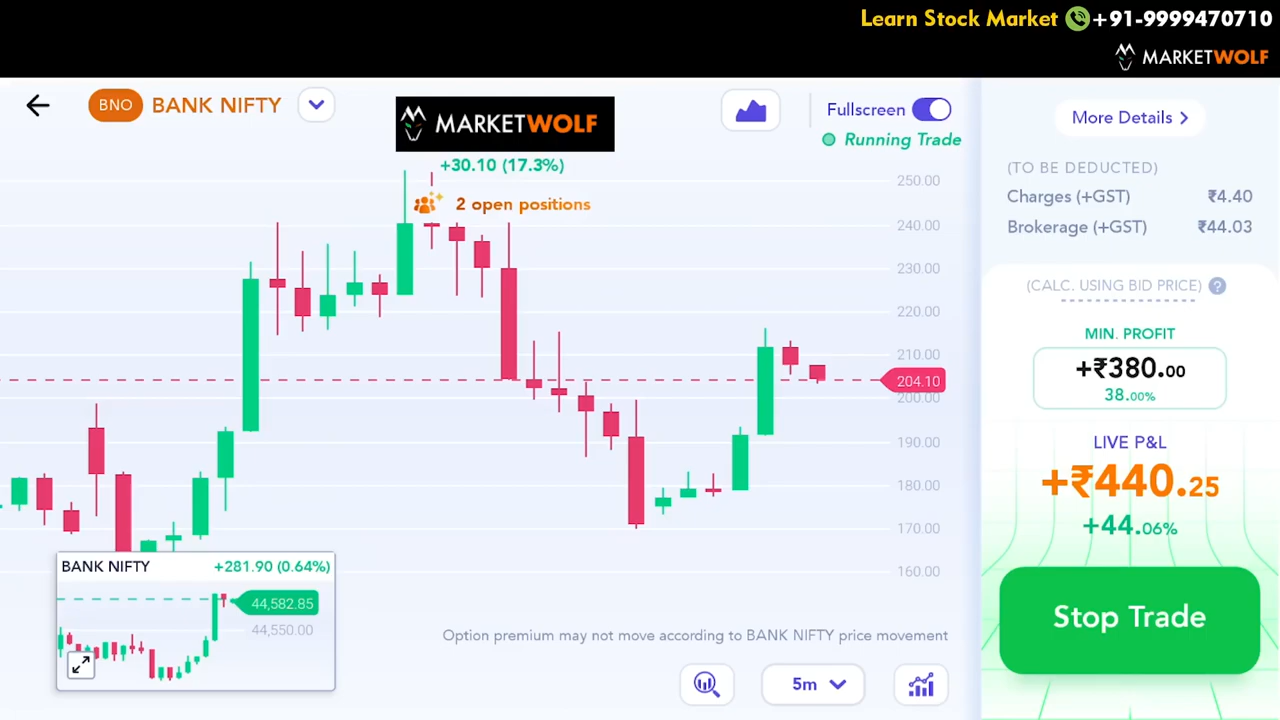 Learn Stock Market +91-9999470710
MARKETWOLF
BNO BANK NIFTY
MARKETWOLF
Fullscreen
Running Trade
+30.10 (17.3%)
2 open positions
250.00
240.00
230.00
220.00
210.00
204.10
200.00
190.00
180.00
170.00
160.00
BANK NIFTY +281.90 (0.64%)
44,582.85
44,550.00
Option premium may not move according to BANK NIFTY price movement
5m
More Details >
(TO BE DEDUCTED)
Charges (+GST) ₹4.40
Brokerage (+GST) ₹44.03
(CALC. USING BID PRICE) ?
MIN. PROFIT
+₹380.00
38.00%
LIVE P&L
+₹440.25
+44.06%
Stop Trade